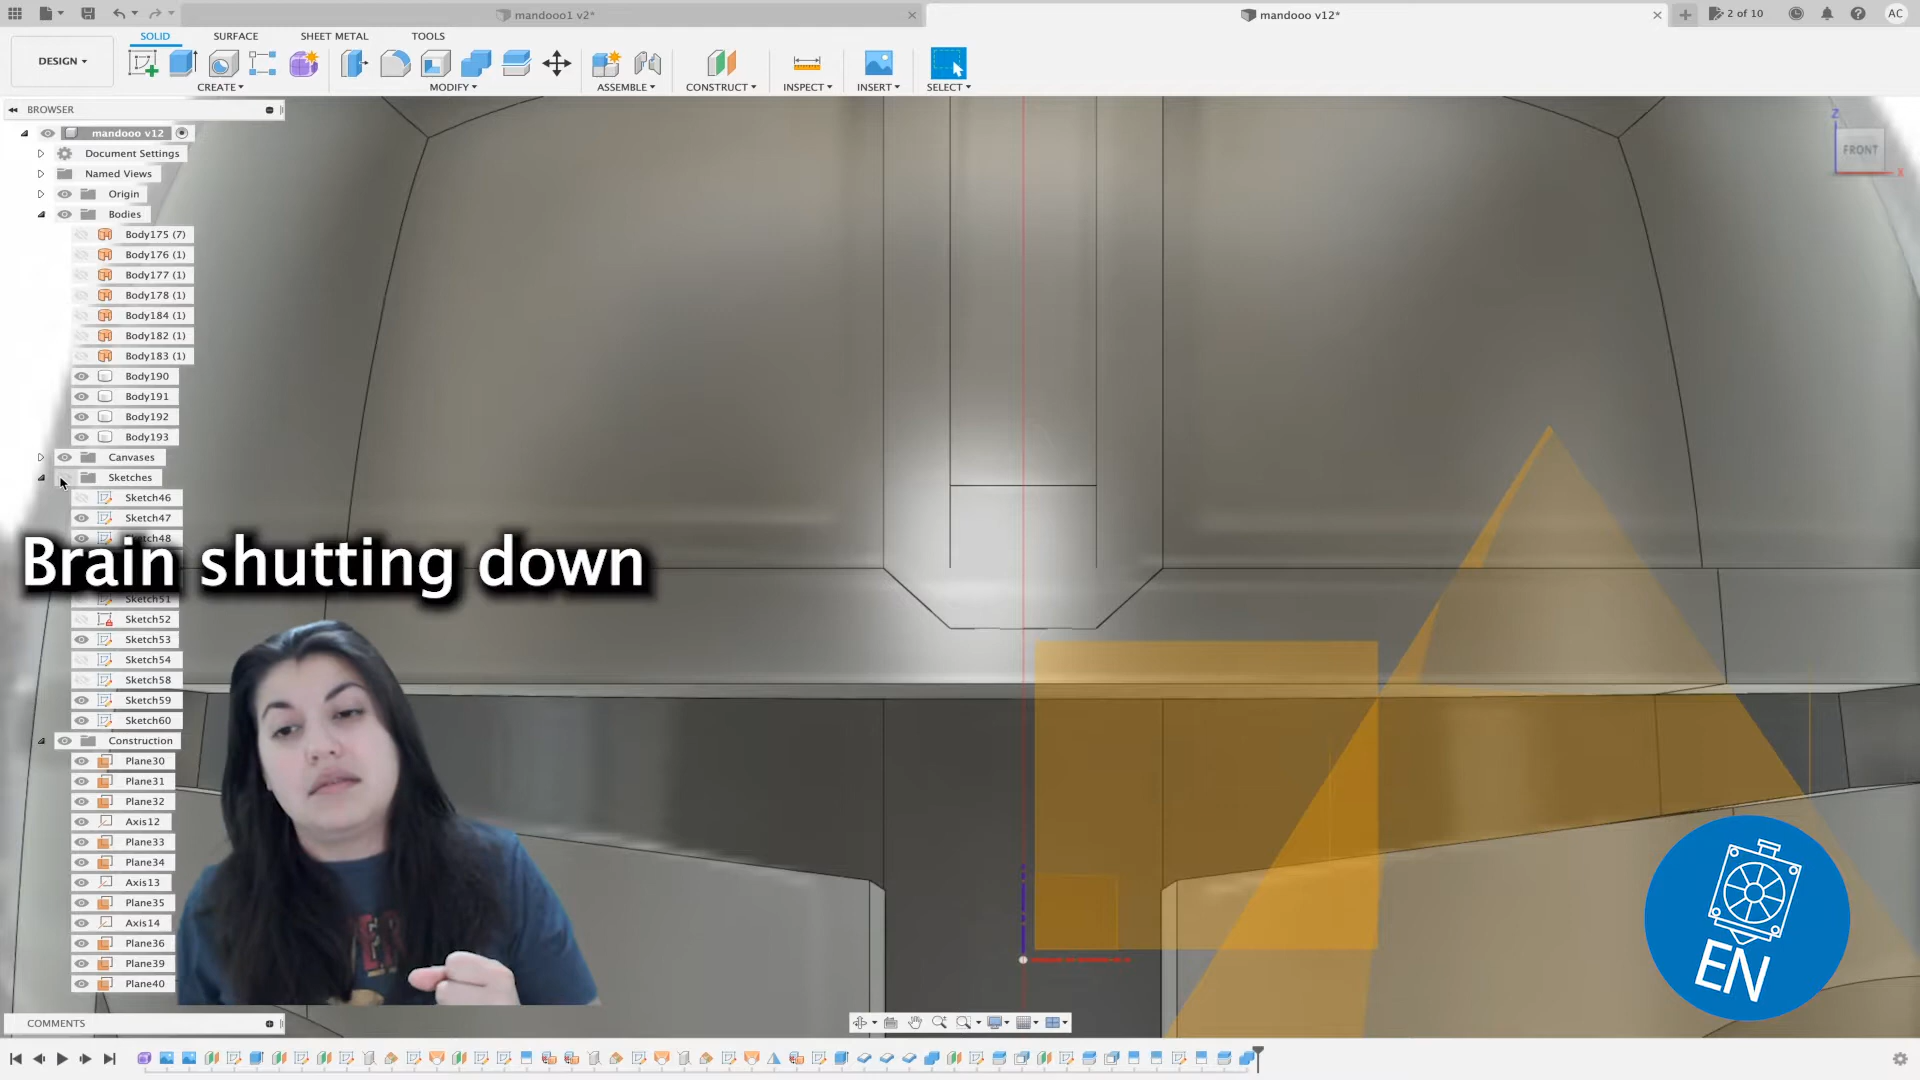 mandooo1 v2*
mandooo v12*
2 of 10
AC
DESIGN
SOLID
SURFACE
SHEET METAL
TOOLS
CREATE
MODIFY
ASSEMBLE
CONSTRUCT
INSPECT
INSERT
SELECT
BROWSER
mandooo v12
Document Settings
Named Views
Origin
Bodies
Body175 (7)
Body176 (1)
Body177 (1)
Body178 (1)
Body184 (1)
Body182 (1)
Body183 (1)
Body190
Body191
Body192
Body193
Canvases
Sketches
Sketch46
Sketch47
Sketch48
Brain shutting down
Sketch51
Sketch52
Sketch53
Sketch54
Sketch58
Sketch59
Sketch60
Construction
Plane30
Plane31
Plane32
Axis12
Plane33
Plane34
Axis13
Plane35
Axis14
Plane36
Plane39
Plane40
COMMENTS
Z
FRONT
X
EN